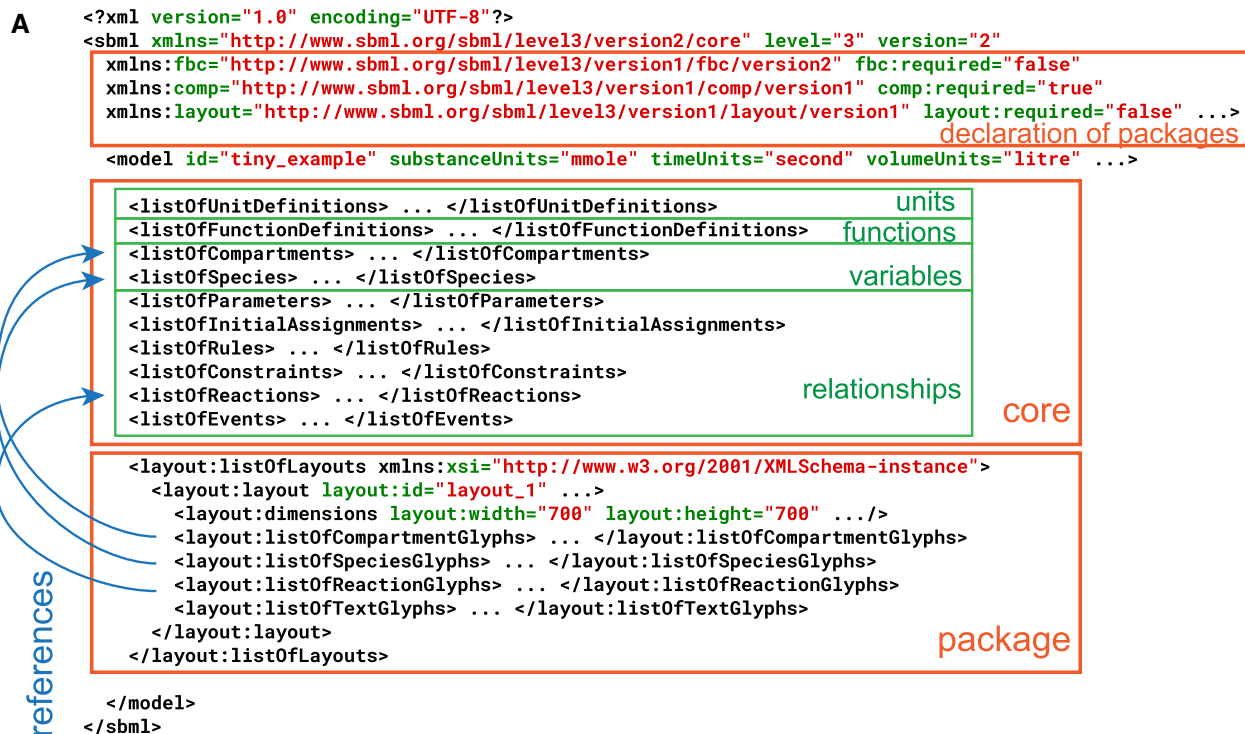 A
<?xml version="1.0" encoding="UTF-8"?>
<sbml xmlns="http://www.sbml.org/sbml/level3/version2/core" level="3" version="2"
xmlns:fbc="http://www.sbml.org/sbml/level3/version1/fbc/version2" fbc:required="false"
xmlns:comp="http://www.sbml.org/sbml/level3/version1/comp/version1" comp:required="true"
xmlns:layout="http://www.sbml.org/sbml/level3/version1/layout/version1" layout:required="false" ...>
declaration of packages
<model id="tiny_example" substanceUnits="mmole" timeUnits="second" volumeUnits="litre" ...>
<listOfUnitDefinitions> ... </listOfUnitDefinitions>
units
<listOfFunctionDefinitions> ... </listOfFunctionDefinitions>
functions
<listOfCompartments> ... </listOfCompartments>
<listOfSpecies> ... </listOfSpecies>
variables
<listOfParameters> ... </listOfParameters>
<listOfInitialAssignments> ... </listOfInitialAssignments>
<listOfRules> ... </listOfRules>
<listOfConstraints> ... </listOfConstraints>
<listOfReactions> ... </listOfReactions>
relationships
<listOfEvents> ... </listOfEvents>
core
<layout:listOfLayouts xmlns:xsi="http://www.w3.org/2001/XMLSchema-instance">
<layout:layout layout:id="layout_1" ...>
<layout:dimensions layout:width="700" layout:height="700" .../>
<layout:listOfCompartmentGlyphs> ... </layout:listOfCompartmentGlyphs>
<layout:listOfSpeciesGlyphs> ... </layout:listOfSpeciesGlyphs>
<layout:listOfReactionGlyphs> ... </layout:listOfReactionGlyphs>
<layout:listOfTextGlyphs> ... </layout:listOfTextGlyphs>
</layout:layout>
</layout:listOfLayouts>
package
references
</model>
</sbml>